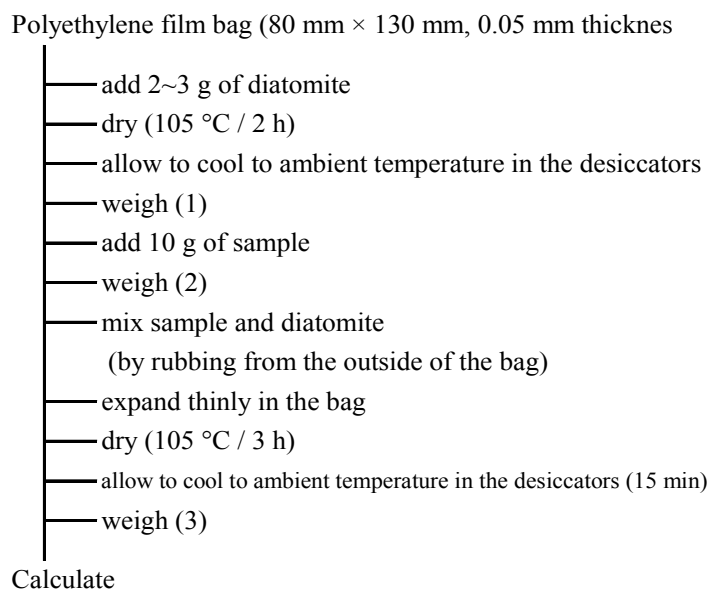 Polyethylene film bag (80 mm × 130 mm, 0.05 mm thicknes
add 2~3 g of diatomite
dry (105 °C / 2 h)
allow to cool to ambient temperature in the desiccators
weigh (1)
add 10 g of sample
weigh (2)
mix sample and diatomite
(by rubbing from the outside of the bag)
expand thinly in the bag
dry (105 °C / 3 h)
allow to cool to ambient temperature in the desiccators (15 min)
weigh (3)
Calculate